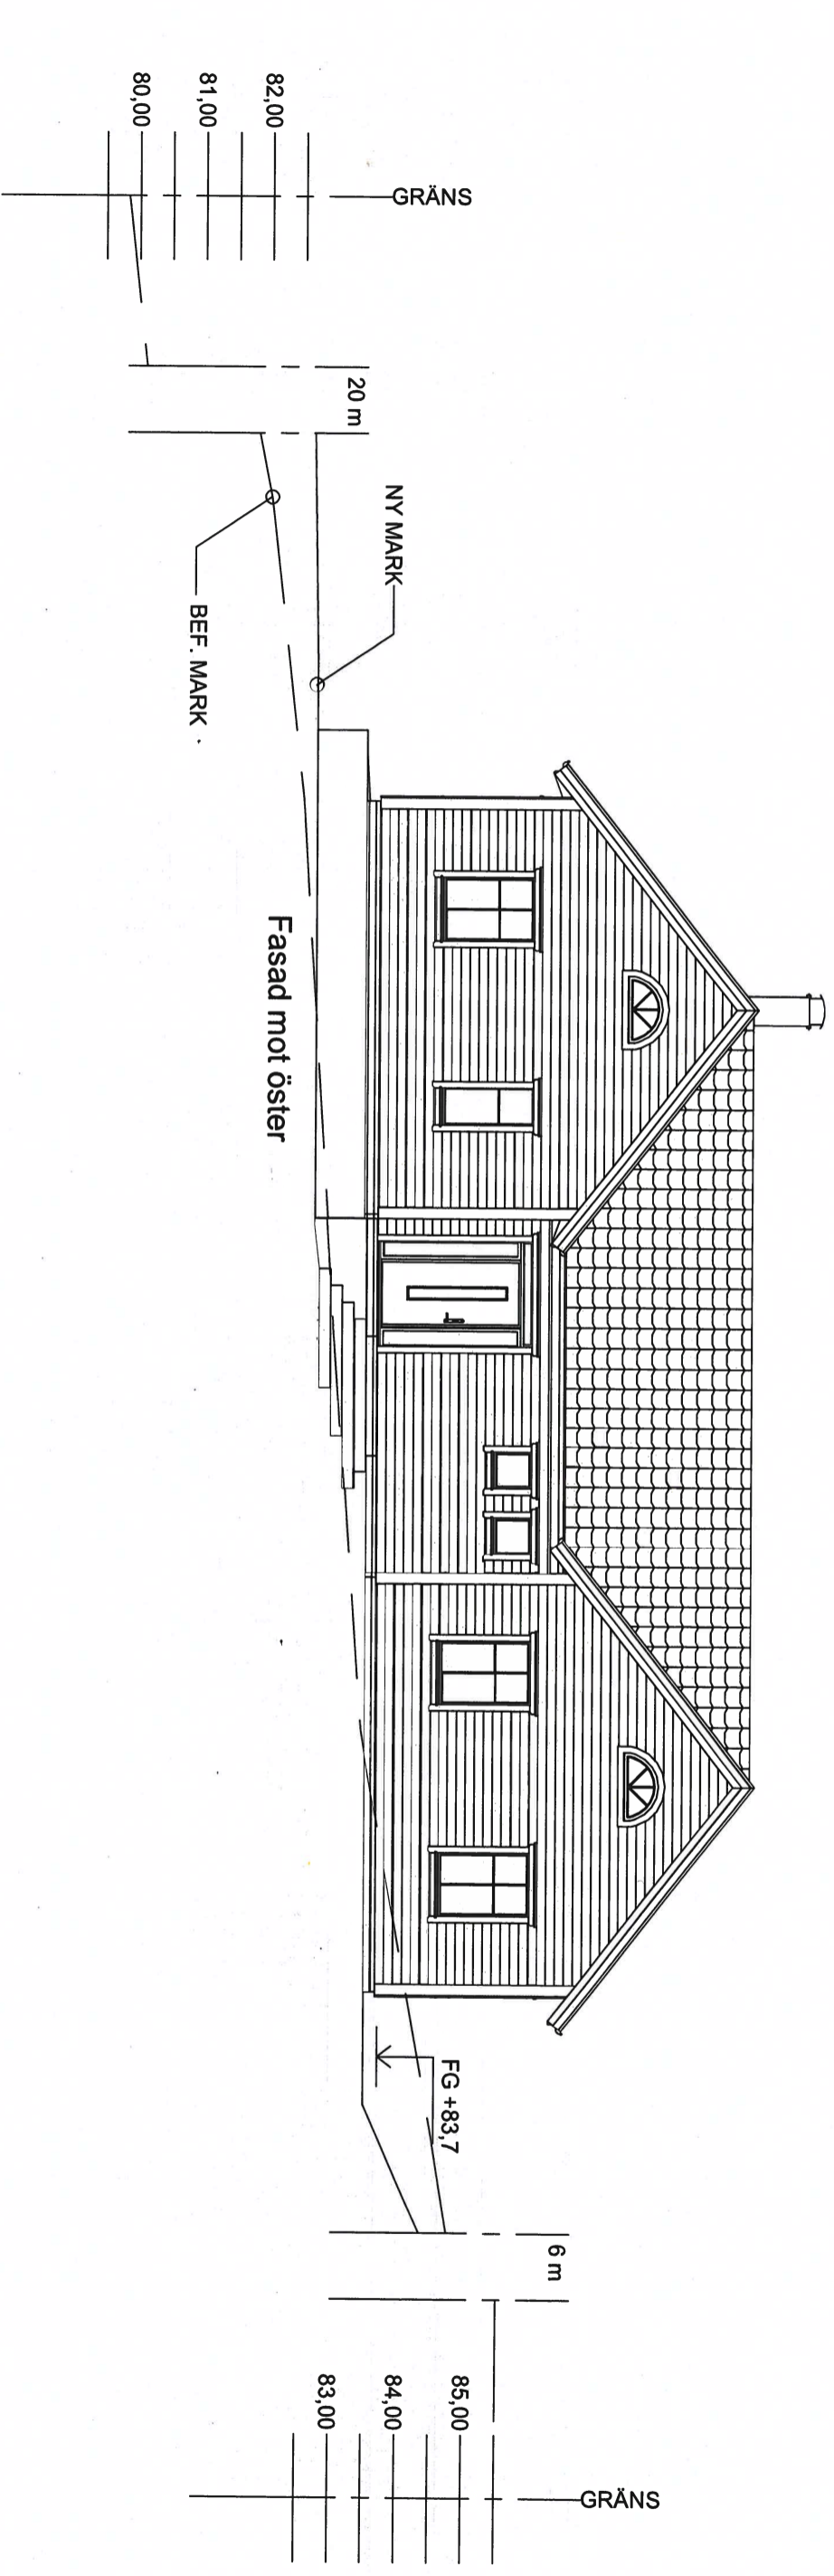 GRÄNS
82,00
81,00
80,00
20 m
NY MARK
BEF. MARK
Fasad mot öster
FG +83,7
6 m
85,00
84,00
83,00
GRÄNS